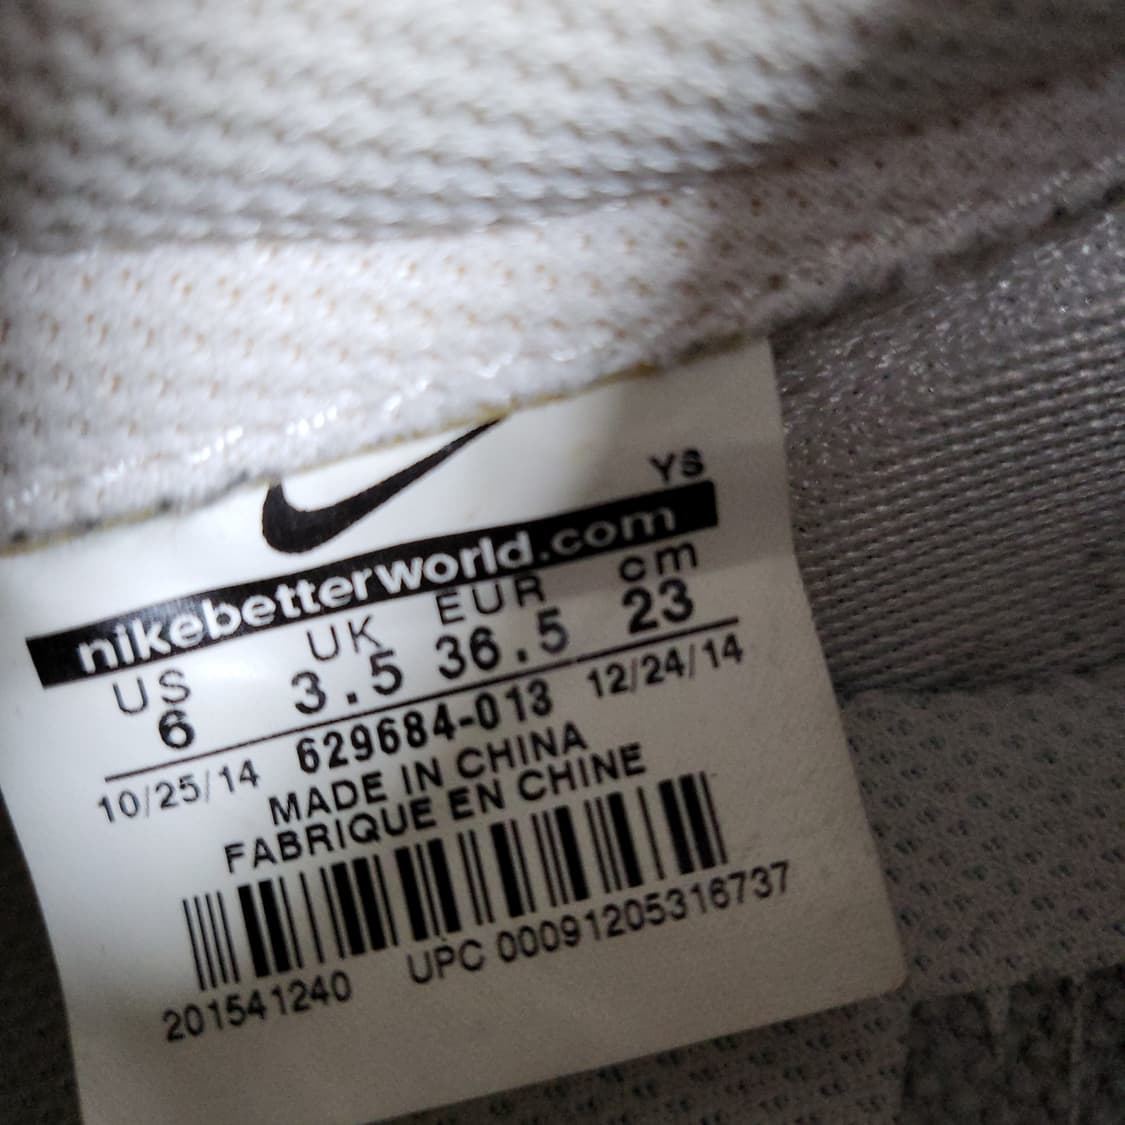 YS
nikebetterworld.com
US UK EUR cm
6 3.5 36.5 23
10/25/14 629684-013 12/24/14
MADE IN CHINA
FABRIQUE EN CHINE
201541240 UPC 00091205316737